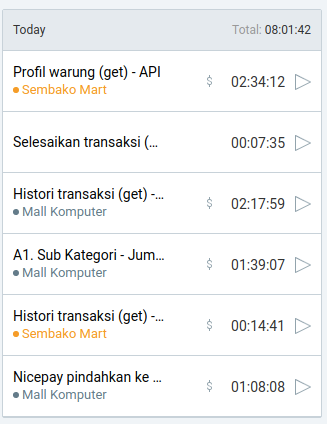 Today Total: 08:01:42
Profil warung (get) - API $ 02:34:12
Sembako Mart
Selesaikan transaksi (... 00:07:35
Histori transaksi (get) -... $ 02:17:59
Mall Komputer
A1. Sub Kategori - Jum... $ 01:39:07
Mall Komputer
Histori transaksi (get) -... $ 00:14:41
Sembako Mart
Nicepay pindahkan ke ... $ 01:08:08
Mall Komputer